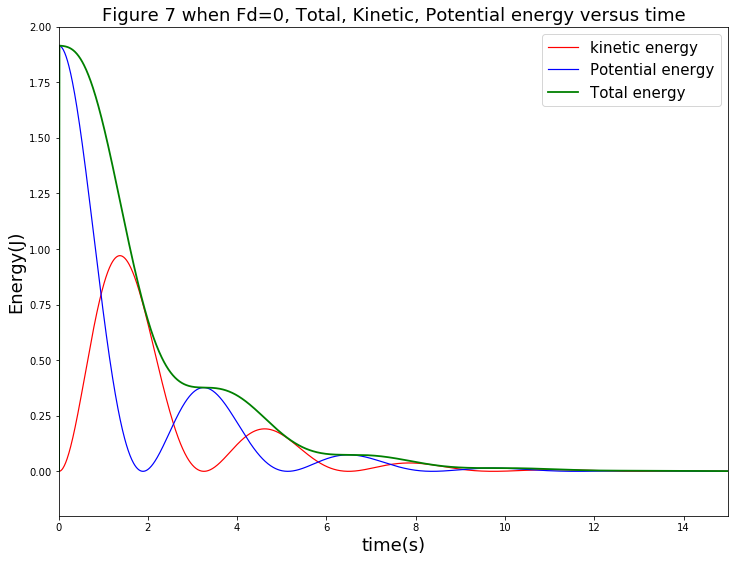 Figure 7 when Fd=0, Total, Kinetic, Potential energy versus time
kinetic energy
Potential energy
Total energy
Energy(J)
2.00
1.75
1.50
1.25
1.00
0.75
0.50
0.25
0.00
0 2 4 6 8 10 12 14
time(s)